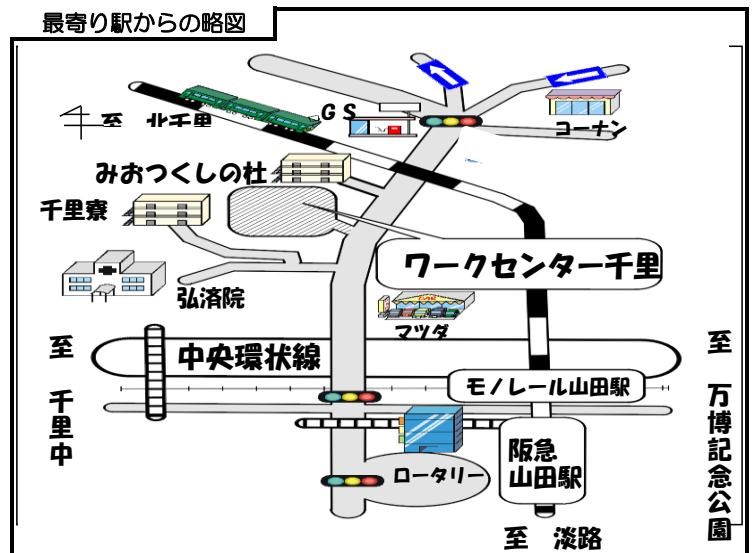 最寄り駅からの略図
至 北千里
GS
コーナン
みおつくしの杜
千里寮
ワークセンター千里
弘済院
マツダ
至 千里中
中央環状線
至 万博記念公園
モノレール山田駅
阪急
山田駅
ロータリー
至 淡路